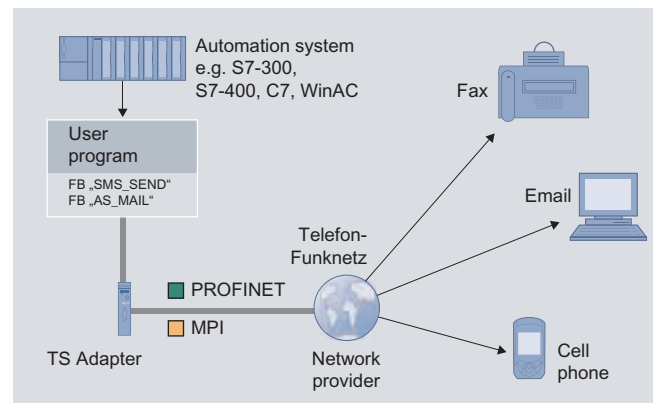 Automation system
e.g. S7-300,
S7-400, C7, WinAC
Fax
User
program
FB „SMS_SEND“
FB „AS_MAIL“
Email
Telefon-
Funknetz
PROFINET
MPI
TS Adapter
Network
provider
Cell
phone